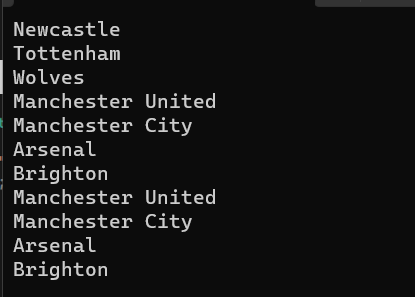 Newcastle
Tottenham
Wolves
Manchester United
Manchester City
Arsenal
Brighton
Manchester United
Manchester City
Arsenal
Brighton